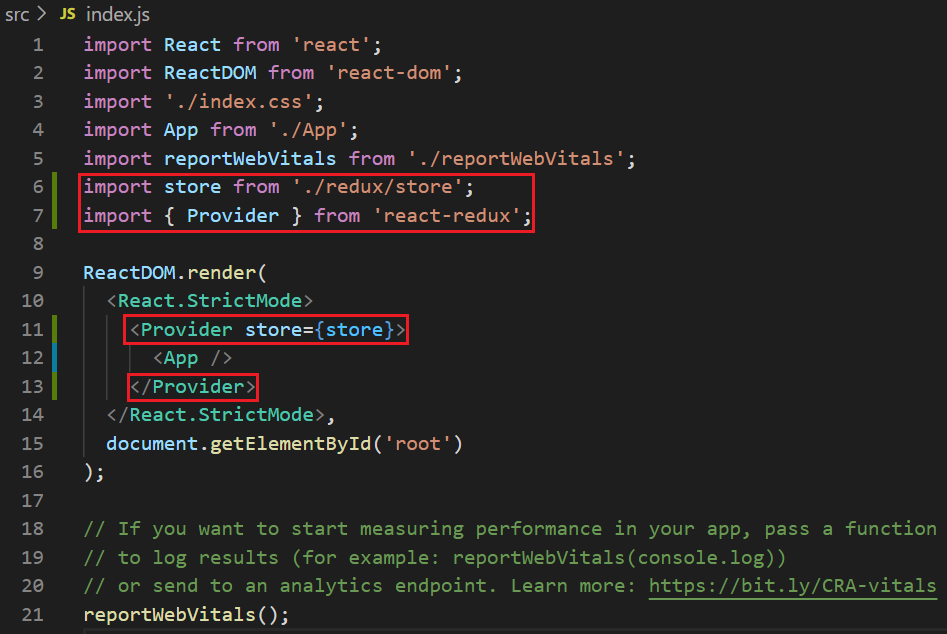 src > JS index.js
1 import React from 'react';
2 import ReactDOM from 'react-dom';
3 import './index.css';
4 import App from './App';
5 import reportWebVitals from './reportWebVitals';
6 import store from './redux/store';
7 import { Provider } from 'react-redux';
8
9 ReactDOM.render(
10   <React.StrictMode>
11     <Provider store={store}>
12       <App />
13     </Provider>
14   </React.StrictMode>,
15   document.getElementById('root')
16 );
17
18 // If you want to start measuring performance in your app, pass a function
19 // to log results (for example: reportWebVitals(console.log))
20 // or send to an analytics endpoint. Learn more: https://bit.ly/CRA-vitals
21 reportWebVitals();